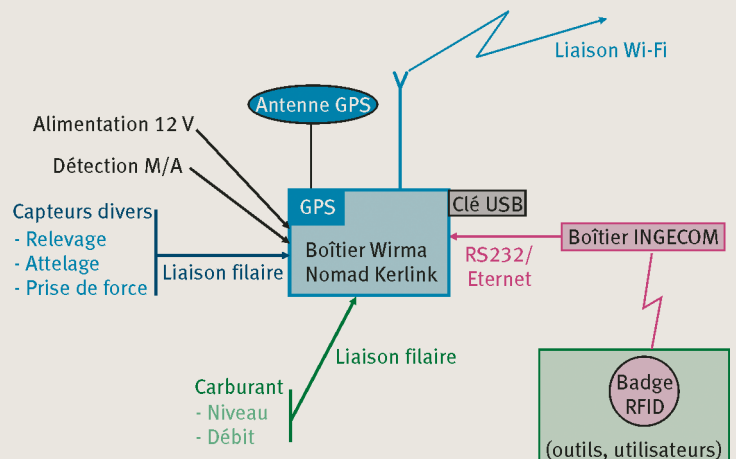 Liaison Wi-Fi
Antenne GPS
Alimentation 12 V
Détection M/A
Capteurs divers
- Relevage
- Attelage
- Prise de force
Liaison filaire
GPS
Boîtier Wirma
Nomad Kerlink
Clé USB
RS232/
Eternet
Boîtier INGECOM
Liaison filaire
Carburant
- Niveau
- Débit
Badge
RFID
(outils, utilisateurs)